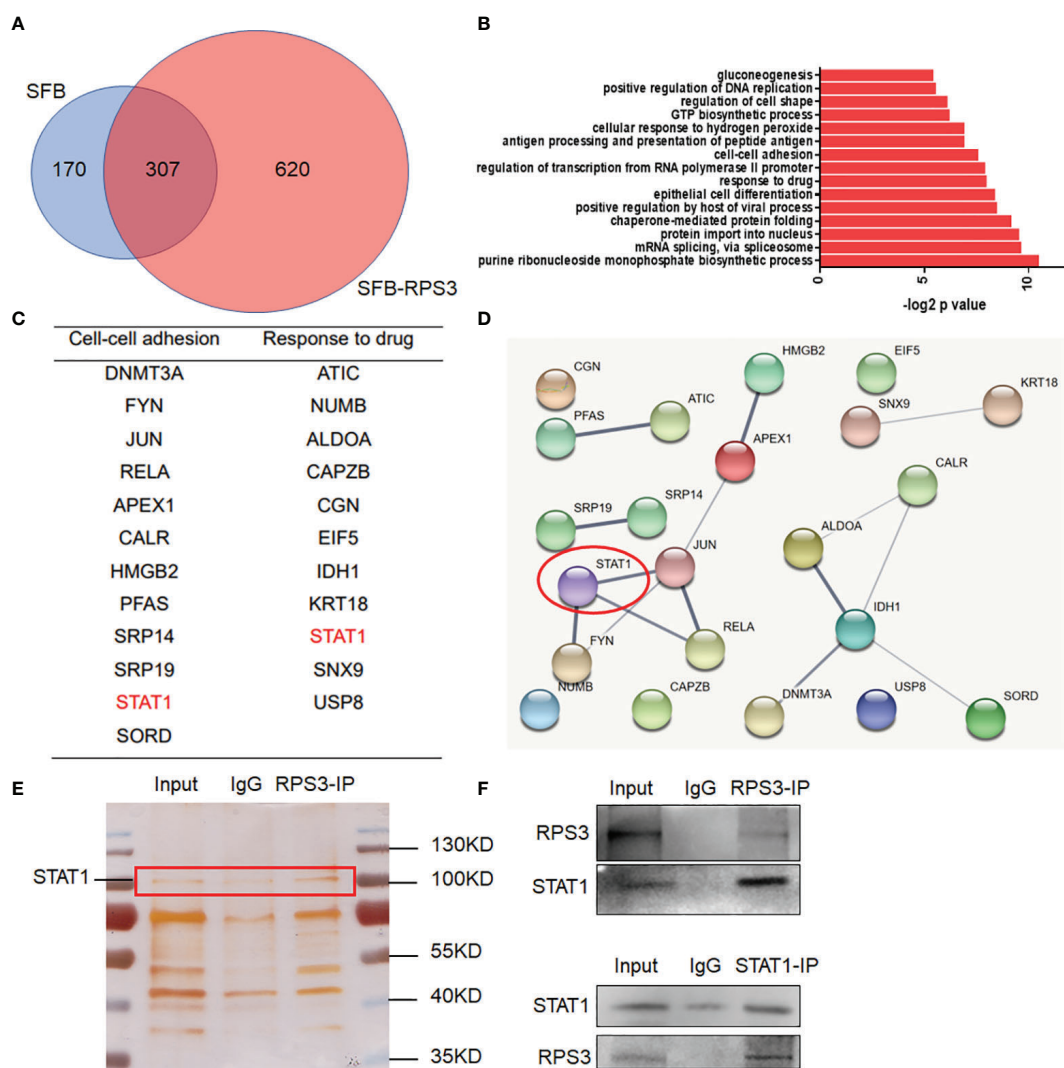 A
SFB
170
307
620
SFB-RPS3
B
gluconeogenesis
positive regulation of DNA replication
regulation of cell shape
GTP biosynthetic process
cellular response to hydrogen peroxide
antigen processing and presentation of peptide antigen
cell-cell adhesion
regulation of transcription from RNA polymerase II promoter
response to drug
epithelial cell differentiation
positive regulation by host of viral process
chaperone-mediated protein folding
protein import into nucleus
mRNA splicing, via spliceosome
purine ribonucleoside monophosphate biosynthetic process
0 5 10
-log2 p value
C
Cell-cell adhesion Response to drug
DNMT3A ATIC
FYN NUMB
JUN ALDOA
RELA CAPZB
APEX1 CGN
CALR EIF5
HMGB2 IDH1
PFAS KRT18
SRP14 STAT1
SRP19 SNX9
STAT1 USP8
SORD
D
HMGB2
EIF5
CGN
KRT18
ATIC
SNX9
PFAS
APEX1
CALR
SRP14
SRP19
ALDOA
JUN
STAT1
IDH1
RELA
FYN
NUMB
CAPZB
DNMT3A
USP8
SORD
E
Input IgG RPS3-IP
130KD
STAT1
100KD
55KD
40KD
35KD
F
Input IgG RPS3-IP
RPS3
STAT1
Input IgG STAT1-IP
STAT1
RPS3